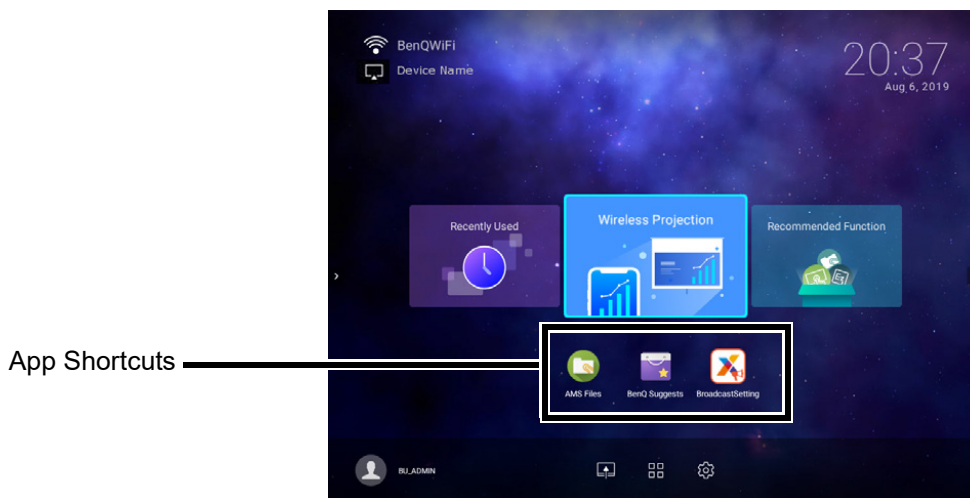 BenQWiFi
Device Name
20:37
Aug 6, 2019
Recently Used
Wireless Projection
Recommended Function
App Shortcuts
AMS Files
BenQ Suggests
BroadcastSetting
BU_ADMIN